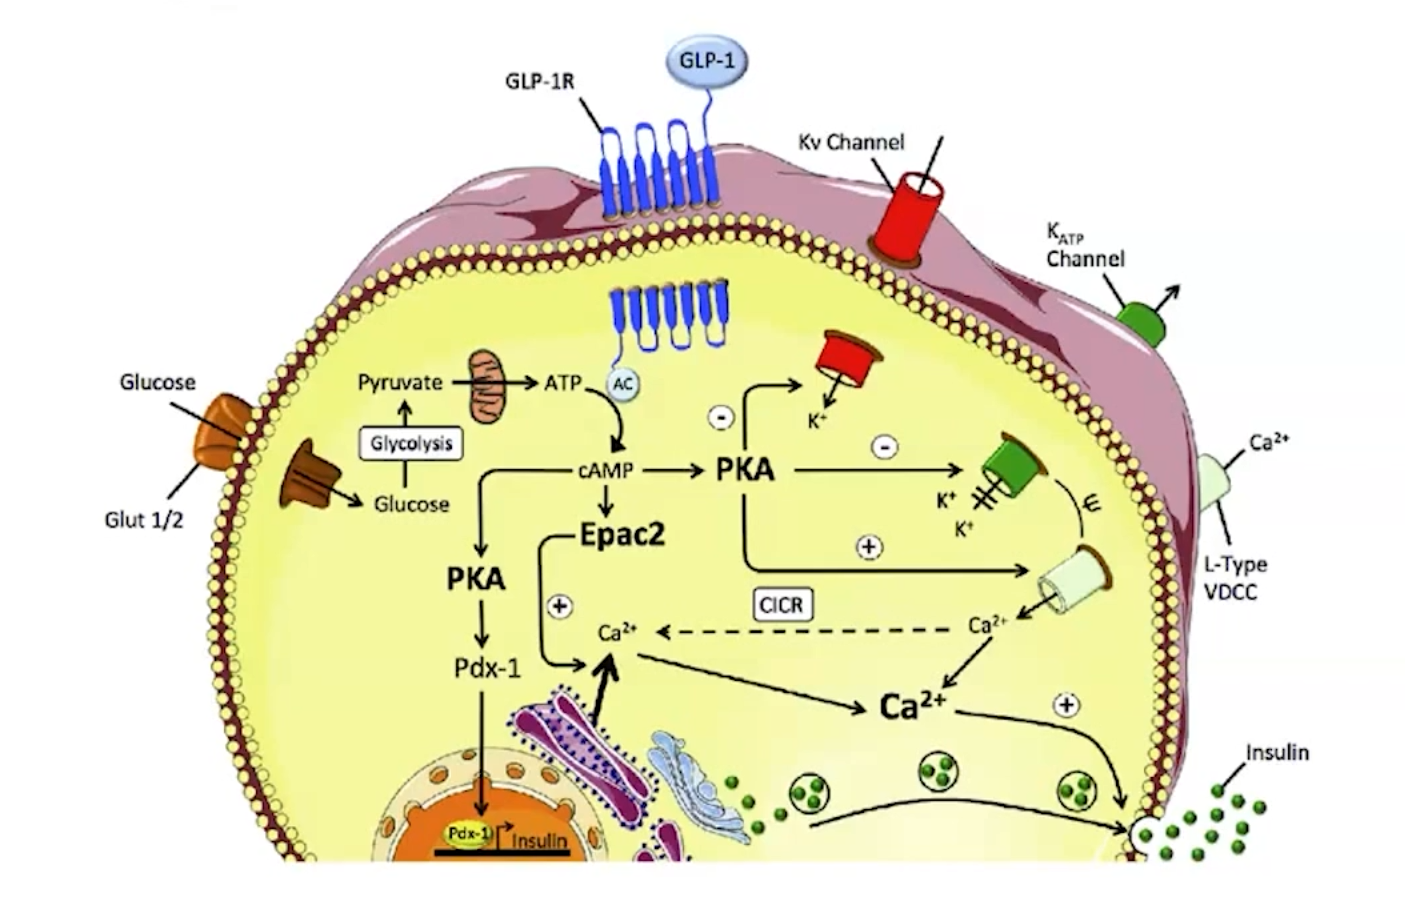 GLP-1
GLP-1R
Kv Channel
K_ATP
Channel
Glucose
Pyruvate
ATP
AC
K⁺
Glycolysis
-
-
Ca²⁺
cAMP
PKA
Glucose
K⁺
K⁺
Ψ
Glut 1/2
Epac2
+
L-Type
VDCC
PKA
+
CICR
Ca²⁺
Ca²⁺
Pdx-1
Ca²⁺
+
Insulin
Pdx-1
Insulin